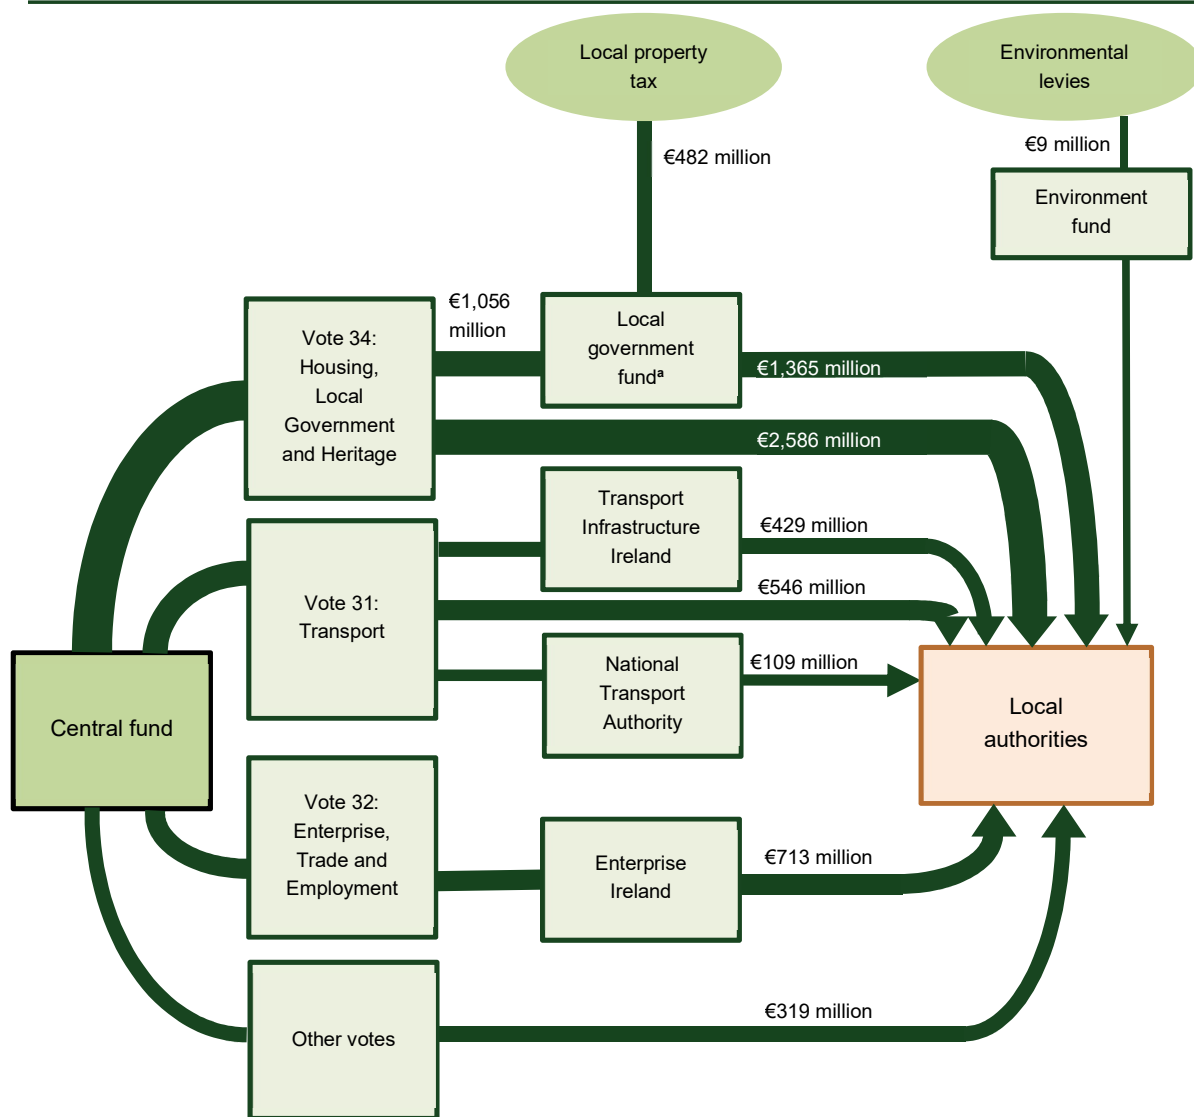 Local property
tax
Environmental
levies
€482 million
€9 million
Environment
fund
€1,056
million
Vote 34:
Housing,
Local
Government
and Heritage
Local
government
fundᵃ
€1,365 million
€2,586 million
Transport
Infrastructure
Ireland
€429 million
€546 million
Vote 31:
Transport
National
Transport
Authority
€109 million
Central fund
Local
authorities
Vote 32:
Enterprise,
Trade and
Employment
Enterprise
Ireland
€713 million
Other votes
€319 million